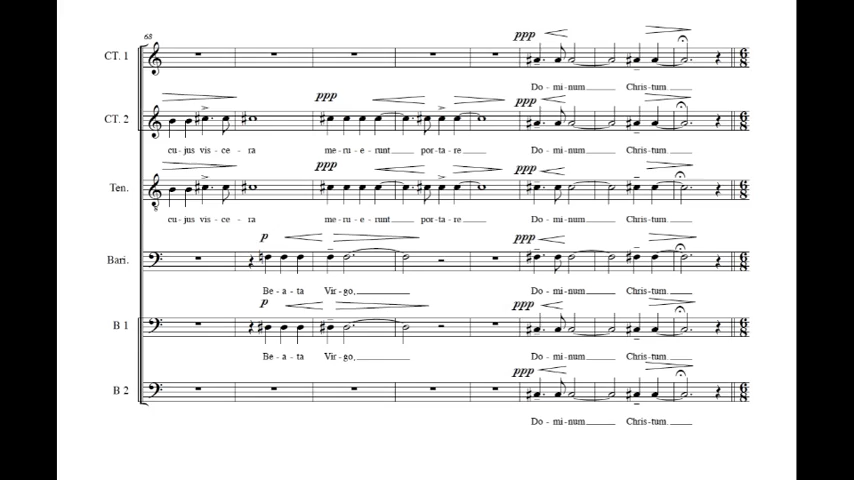 68
ppp
CT. 1
Do - mi - num Chris - tum
ppp ppp
CT. 2
cu - jus vis - ce - ra me - ru - e - runt por - ta - re Do - mi - num Chris - tum
ppp ppp
Ten.
cu - jus vis - ce - ra me - ru - e - runt por - ta - re Do - mi - num Chris - tum
p ppp
Bari.
Be - a - ta Vir - go, Do - mi - num Chris - tum
p ppp
B 1
Be - a - ta Vir - go, Do - mi - num Chris - tum
ppp
B 2
Do - mi - num Chris - tum